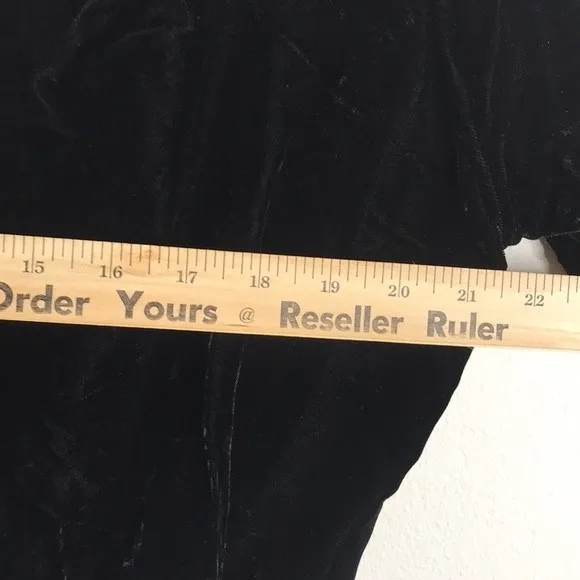 15 16 17 18 19 20 21 22
Order Yours @ Reseller Ruler